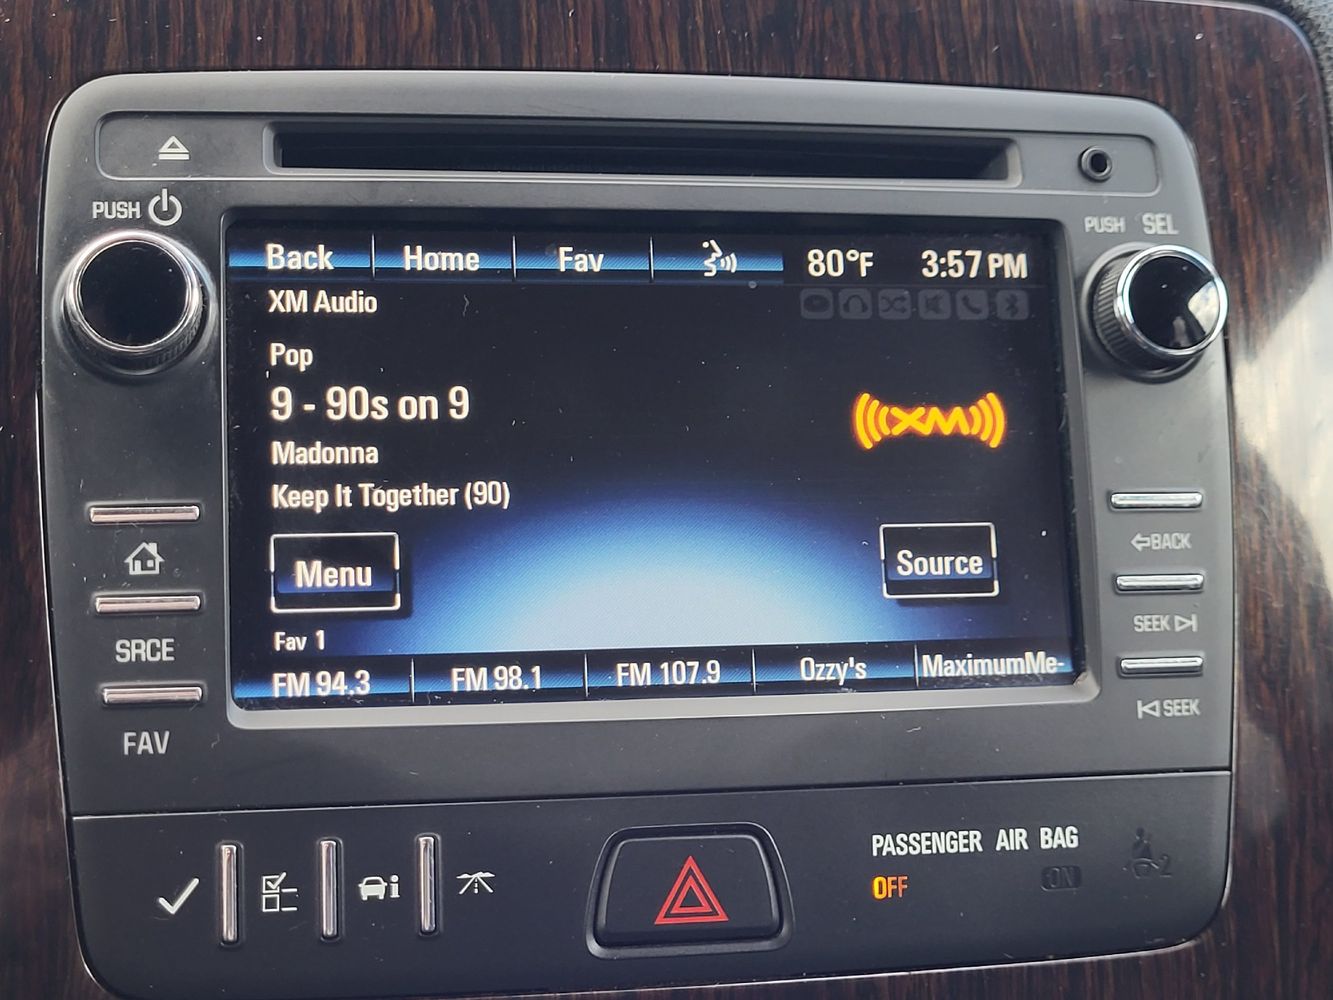 PUSH
PUSH SEL
Back Home Fav 80°F 3:57 PM
XM Audio
Pop
9 - 90s on 9
XM
Madonna
Keep It Together (90)
Menu
Source
Fav 1
FM 94.3 FM 98.1 FM 107.9 Ozzy's MaximumMe-
SRCE
FAV
BACK
SEEK
SEEK
PASSENGER AIR BAG
OFF ON
2